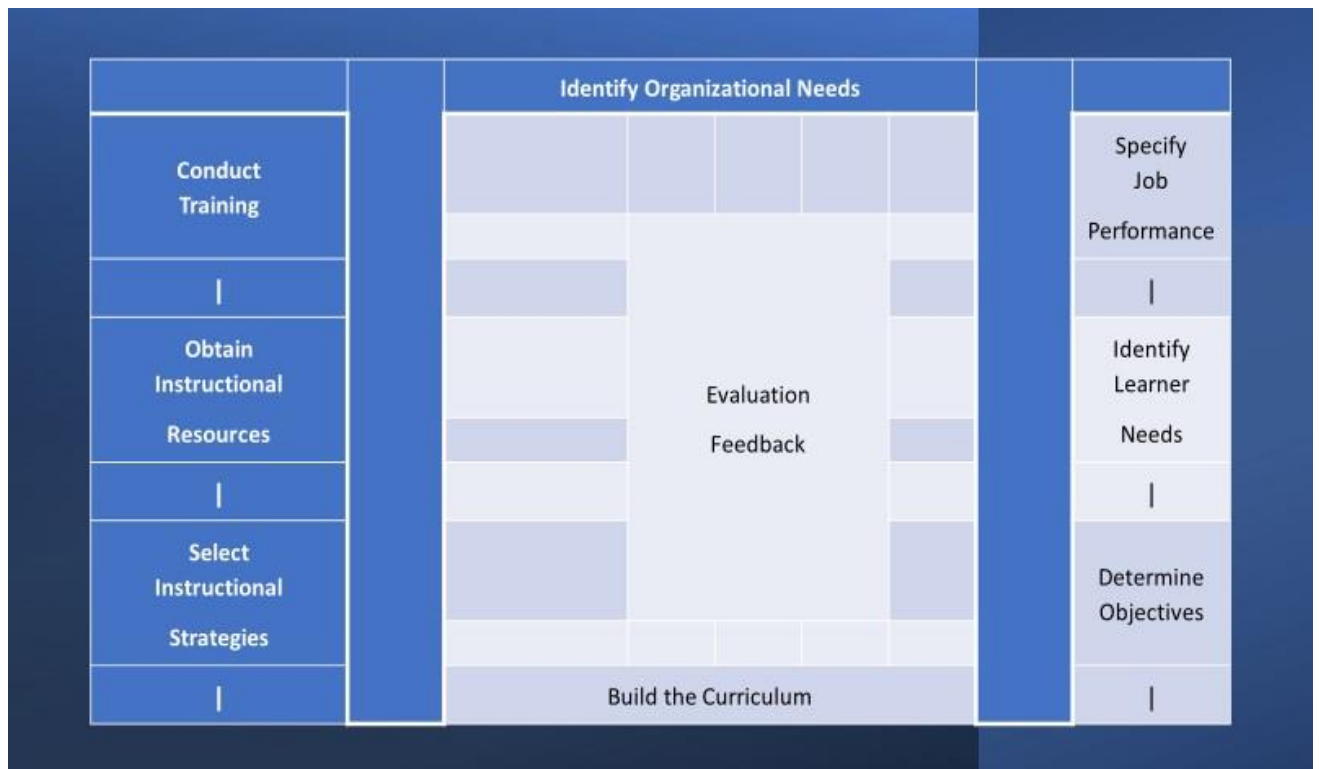 Identify Organizational Needs
Conduct
Training
Specify
Job
Performance
|
|
Obtain
Instructional
Resources
Evaluation
Feedback
Identify
Learner
Needs
|
|
Select
Instructional
Strategies
Determine
Objectives
|
Build the Curriculum
|